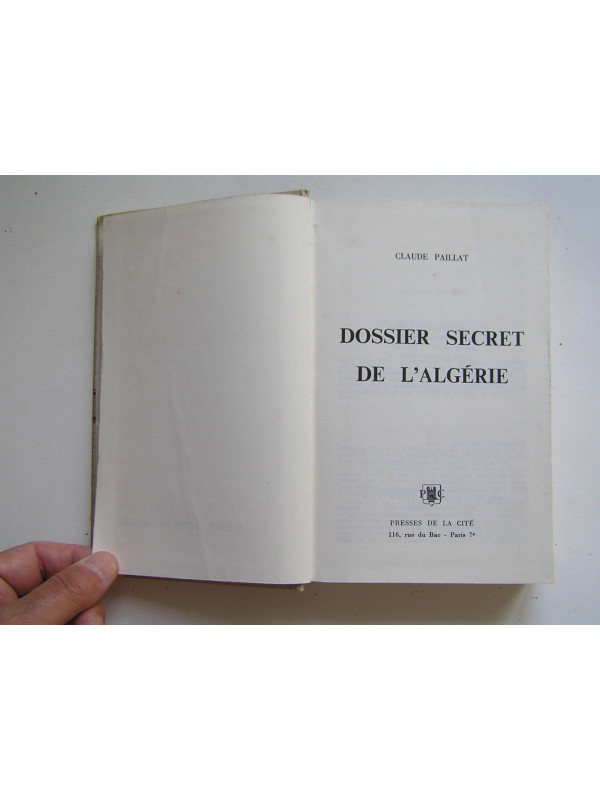 CLAUDE PAILLAT
DOSSIER SECRET
DE L'ALGÉRIE
P C
PRESSES DE LA CITÉ
116, rue du Bac - Paris 7e